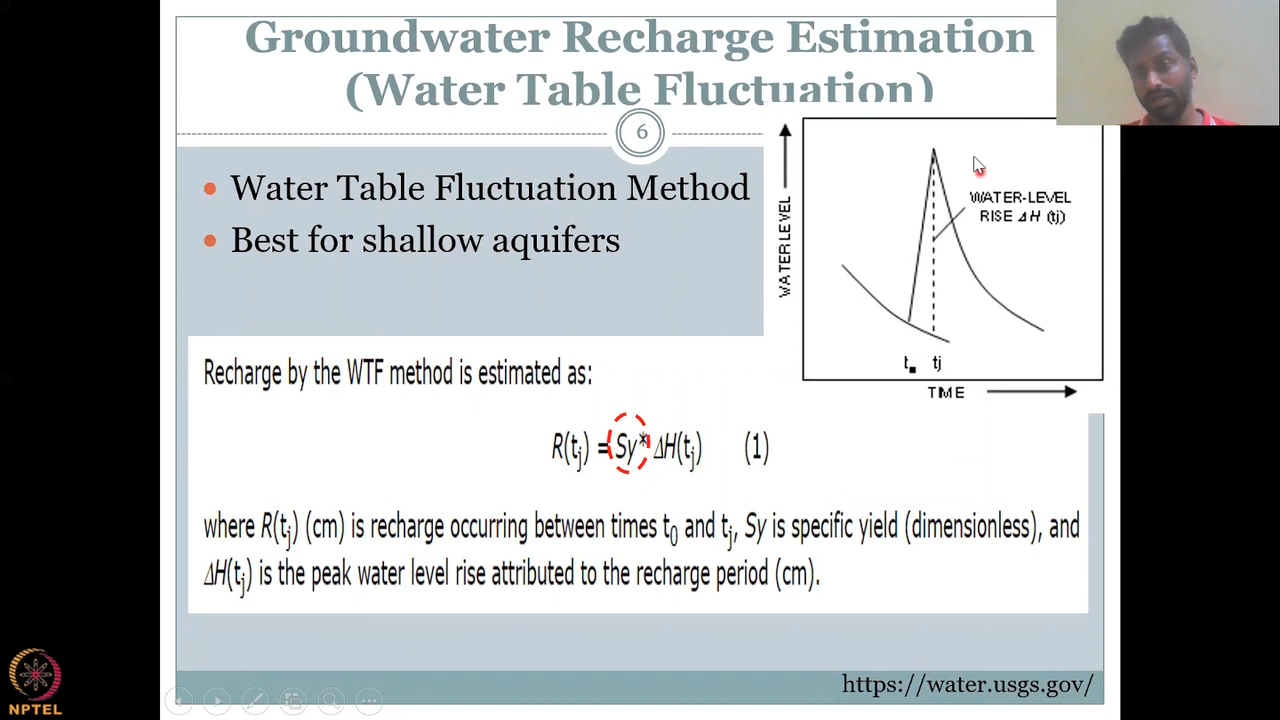 Groundwater Recharge Estimation
(Water Table Fluctuation)
6
• Water Table Fluctuation Method
• Best for shallow aquifers
WATER LEVEL
WATER-LEVEL
RISE ΔH (tj)
t. tj
TIME
Recharge by the WTF method is estimated as:
R(tj) = Sy* ΔH(tj) (1)
where R(tj) (cm) is recharge occurring between times t0 and tj, Sy is specific yield (dimensionless), and
ΔH(tj) is the peak water level rise attributed to the recharge period (cm).
https://water.usgs.gov/
NPTEL